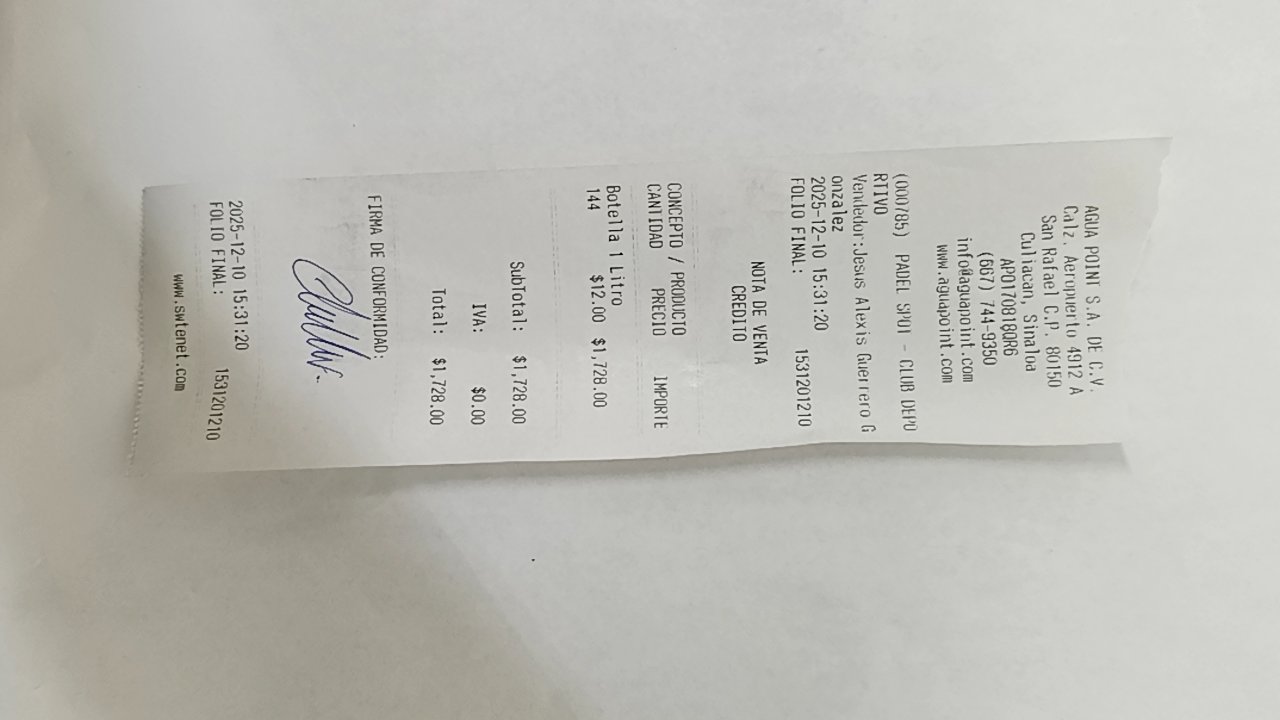 AGUA POINT S.A. DE C.V.
Calz. Aeropuerto 4912 A
San Rafael C.P. 80150
Culiacan, Sinaloa
APO170818QR6
(667) 744-9350
info@aguapoint.com
www.aguapoint.com
(000785) PADEL SPOT - CLUB DEPO
RTIVO
Vendedor:Jesus Alexis Guerrero G
onzalez
2025-12-10 15:31:20
FOLIO FINAL: 1531201210
NOTA DE VENTA
CREDITO
CONCEPTO / PRODUCTO
CANTIDAD PRECIO IMPORTE
Botella 1 Litro
144 $12.00 $1,728.00
SubTotal: $1,728.00
IVA: $0.00
Total: $1,728.00
FIRMA DE CONFORMIDAD:
2025-12-10 15:31:20
FOLIO FINAL: 1531201210
www.swtenet.com